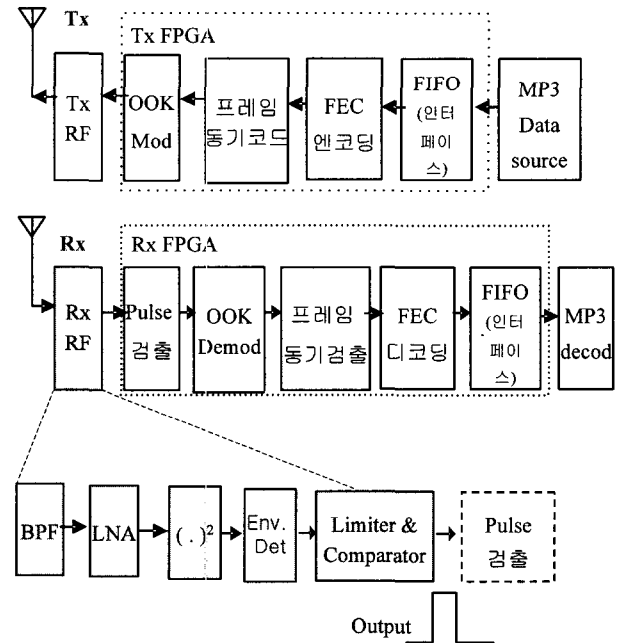 Tx
Tx FPGA
Tx
RF
OOK
Mod
프레임
동기코드
FEC
엔코딩
FIFO
(인터
페이
스)
MP3
Data
source
Rx
Rx FPGA
Rx
RF
Pulse
검출
OOK
Demod
프레임
동기검출
FEC
디코딩
FIFO
(인터
페이
스)
MP3
decod
BPF
LNA
( . )²
Env.
Det
Limiter &
Comparator
Pulse
검출
Output